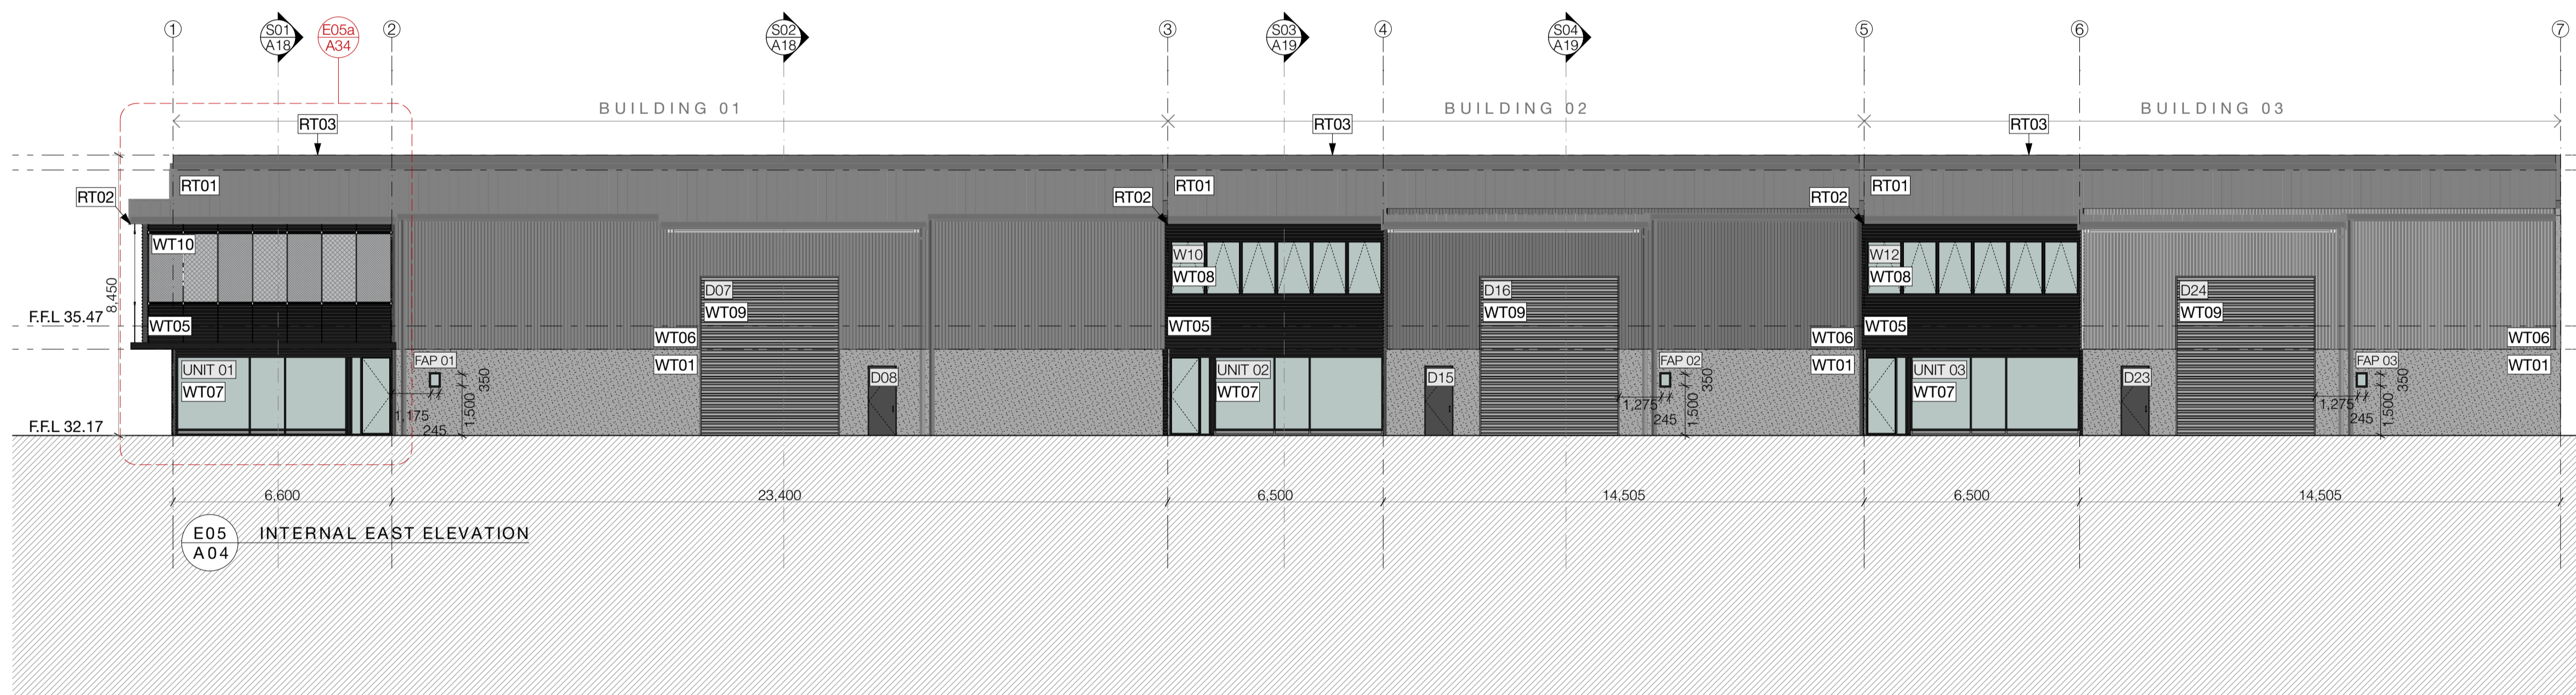 1
S01
A18
E05a
A34
2
S02
A18
3
S03
A19
4
S04
A19
5
6
7
BUILDING 01
BUILDING 02
BUILDING 03
RT03
RT03
RT03
RT01
RT01
RT01
RT02
RT02
RT02
WT10
W10
WT08
W12
WT08
8,450
D07
WT09
D16
WT09
D24
WT09
F.F.L 35.47
WT05
WT05
WT05
WT06
WT01
WT06
WT01
WT06
WT01
UNIT 01
WT07
FAP 01
350
1,500
1,175
245
D08
UNIT 02
WT07
D15
FAP 02
350
1,500
1,275
245
UNIT 03
WT07
D23
FAP 03
350
1,500
1,275
245
F.F.L 32.17
6,600
23,400
6,500
14,505
6,500
14,505
E05
A04
INTERNAL EAST ELEVATION